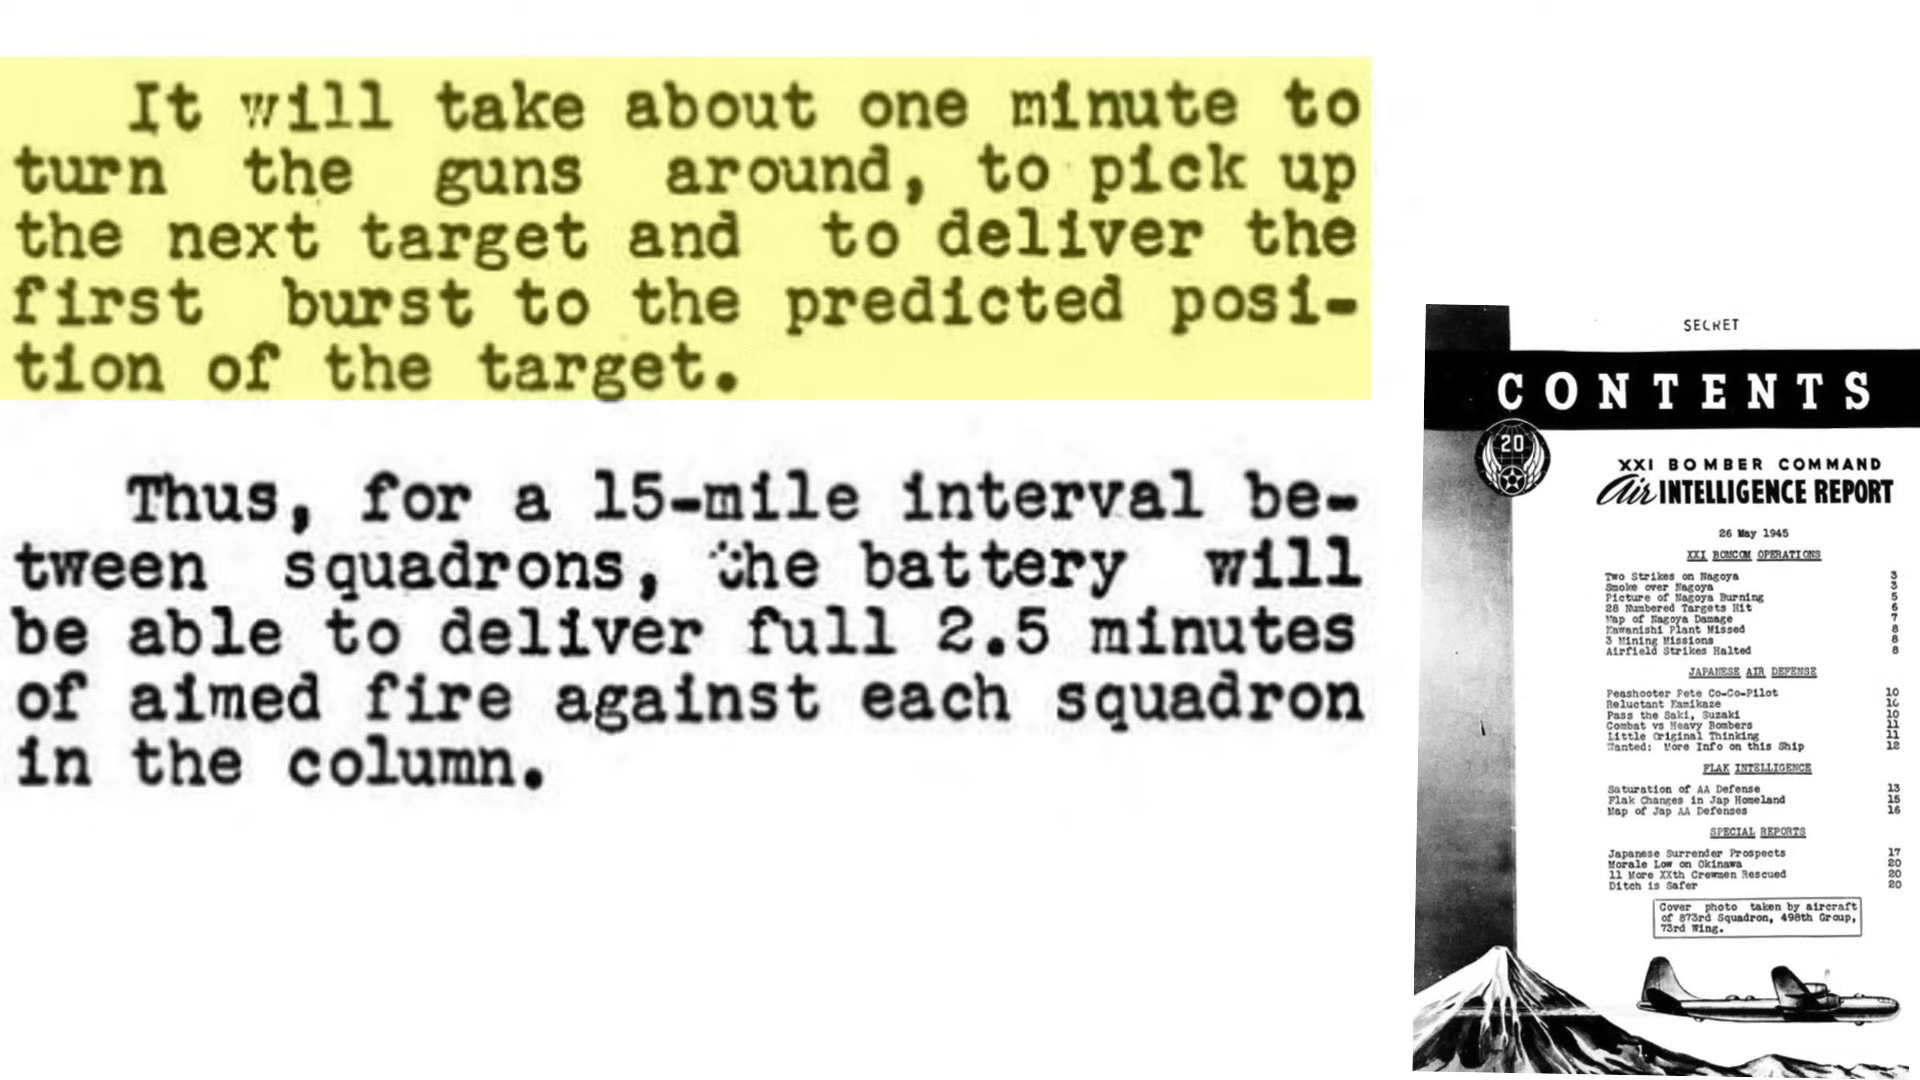 It will take about one minute to
turn the guns around, to pick up
the next target and to deliver the
first burst to the predicted posi-
tion of the target.
Thus, for a 15-mile interval be-
tween squadrons, the battery will
be able to deliver full 2.5 minutes
of aimed fire against each squadron
in the column.
SECRET
CONTENTS
20
XXI BOMBER COMMAND
Air INTELLIGENCE REPORT
26 May 1945
XXI BOMCOM OPERATIONS
Two Strikes on Nagoya 3
Smoke over Nagoya 3
Picture of Nagoya Burning 5
28 Numbered Targets Hit 6
Map of Nagoya Damage 7
Kawanishi Plant Missed 8
3 Mining Missions 8
Airfield Strikes Halted 8
JAPANESE AIR DEFENSE
Peashooter Pete Co-Co-Pilot 10
Reluctant Kamikaze 10
Pass the Saki, Suzaki 10
Combat vs Heavy Bombers 11
Little Original Thinking 11
Wanted: More Info on this Ship 12
FLAK INTELLIGENCE
Saturation of AA Defense 13
Flak Changes in Jap Homeland 15
Map of Jap AA Defenses 16
SPECIAL REPORTS
Japanese Surrender Prospects 17
Morale Low on Okinawa 20
11 More XXth Crewmen Rescued 20
Ditch is Safer 20
Cover photo taken by aircraft
of 873rd Squadron, 498th Group,
73rd Wing.
1